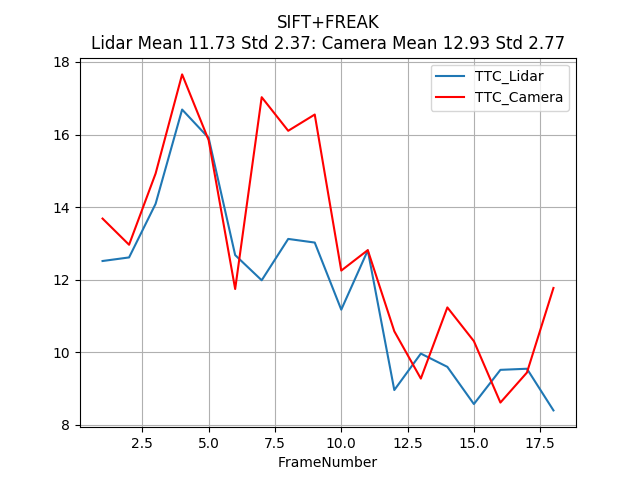 SIFT+FREAK
Lidar Mean 11.73 Std 2.37: Camera Mean 12.93 Std 2.77
TTC_Lidar
TTC_Camera
18
16
14
12
10
8
2.5 5.0 7.5 10.0 12.5 15.0 17.5
FrameNumber